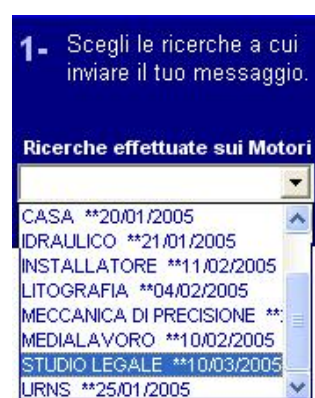 1- Scegli le ricerche a cui
inviare il tuo messaggio.
Ricerche effettuate sui Motori
CASA **20/01/2005
IDRAULICO **21/01/2005
INSTALLATORE **11/02/2005
LITOGRAFIA **04/02/2005
MECCANICA DI PRECISIONE **
MEDIALAVORO **10/02/2005
STUDIO LEGALE **10/03/2005
URNS **25/01/2005